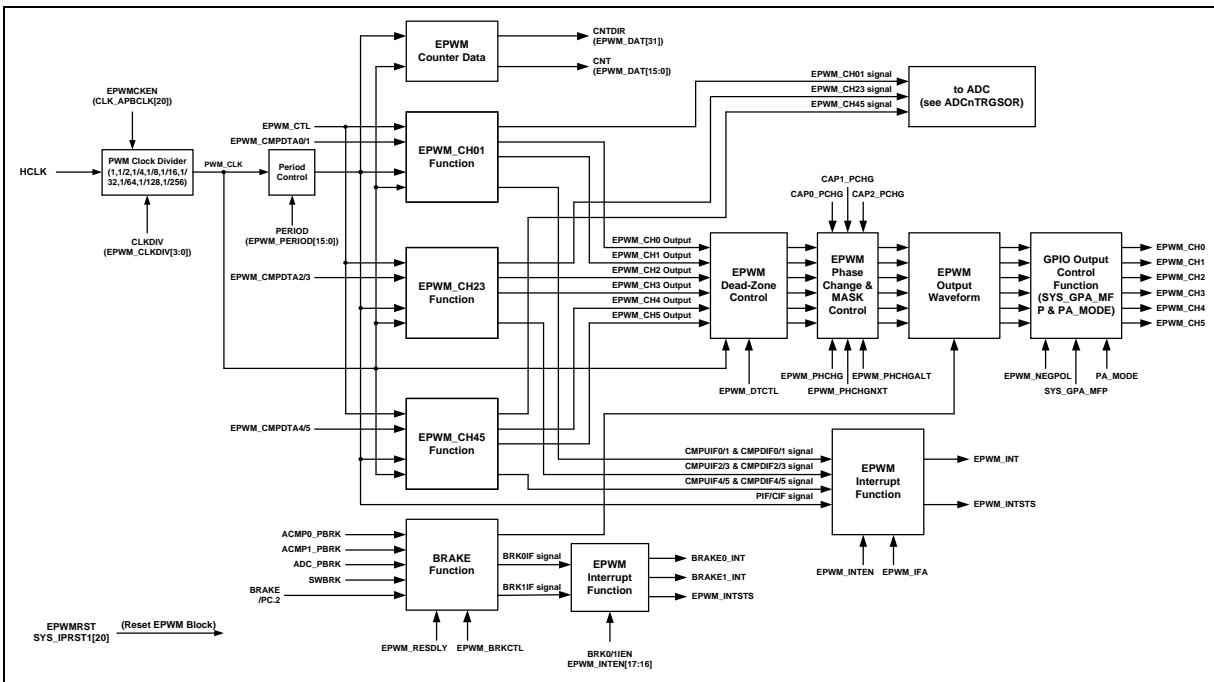 EPWM
Counter Data
CNTDIR
(EPWM_DAT[31])
CNT
(EPWM_DAT[15:0])
EPWMCKEN
(CLK_APBCLK[20])
HCLK
PWM Clock Divider
(1,1/2,1/4,1/8,1/16,1/
32,1/64,1/128,1/256)
PWM_CLK
CLKDIV
(EPWM_CLKDIV[3:0])
Period
Control
PERIOD
(EPWM_PERIOD[15:0])
EPWM_CTL
EPWM_CMPDTA0/1
EPWM_CH01
Function
EPWM_CH01 signal
EPWM_CH23 signal
EPWM_CH45 signal
to ADC
(see ADCnTRGSOR)
EPWM_CMPDTA2/3
EPWM_CH23
Function
EPWM_CH0 Output
EPWM_CH1 Output
EPWM_CH2 Output
EPWM_CH3 Output
EPWM_CH4 Output
EPWM_CH5 Output
EPWM
Dead-Zone
Control
EPWM_DTCTL
CAP1_PCHG
CAP0_PCHG
CAP2_PCHG
EPWM
Phase
Change &
MASK
Control
EPWM_PHCHG
EPWM_PHCHGALT
EPWM_PHCHGNXT
EPWM
Output
Waveform
GPIO Output
Control
Function
(SYS_GPA_MF
P & PA_MODE)
EPWM_NEGPOL
PA_MODE
SYS_GPA_MFP
EPWM_CH0
EPWM_CH1
EPWM_CH2
EPWM_CH3
EPWM_CH4
EPWM_CH5
EPWM_CMPDTA4/5
EPWM_CH45
Function
CMPUIF0/1 & CMPDIF0/1 signal
CMPUIF2/3 & CMPDIF2/3 signal
CMPUIF4/5 & CMPDIF4/5 signal
PIF/CIF signal
EPWM
Interrupt
Function
EPWM_INT
EPWM_INTSTS
EPWM_INTEN
EPWM_IFA
ACMP0_PBRK
ACMP1_PBRK
ADC_PBRK
SWBRK
BRAKE
/PC.2
BRAKE
Function
EPWM_RESDLY
EPWM_BRKCTL
BRK0IF signal
BRK1IF signal
EPWM
Interrupt
Function
BRAKE0_INT
BRAKE1_INT
EPWM_INTSTS
BRK0/1IEN
EPWM_INTEN[17:16]
EPWMRST
SYS_IPRST1[20]
(Reset EPWM Block)